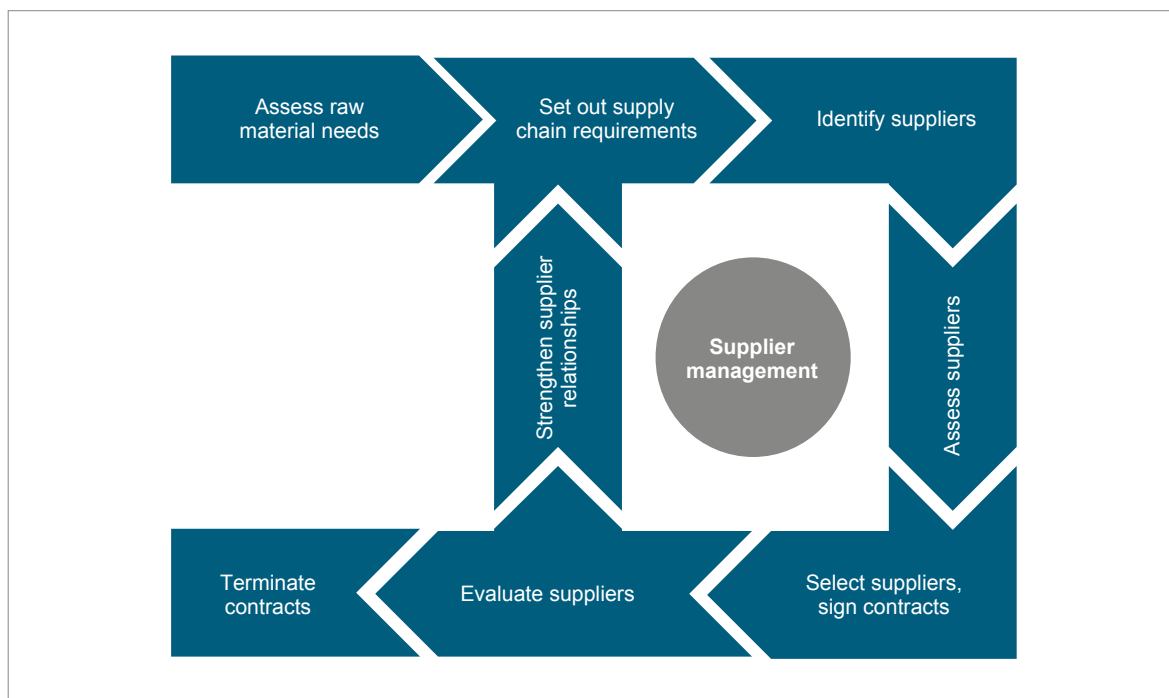 Assess raw
material needs
Set out supply
chain requirements
Identify suppliers
Assess suppliers
Select suppliers,
sign contracts
Evaluate suppliers
Terminate
contracts
Strengthen supplier
relationships
Supplier
management